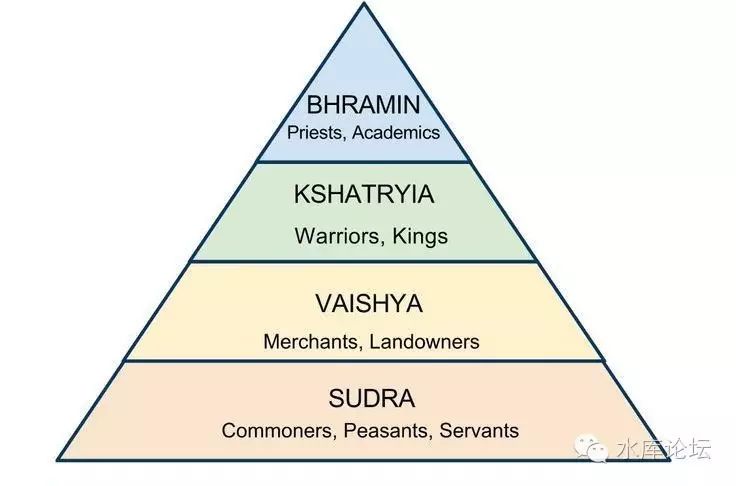 BHRAMIN
Priests, Academics
KSHATRYIA
Warriors, Kings
VAISHYA
Merchants, Landowners
SUDRA
Commoners, Peasants, Servants
水库论坛